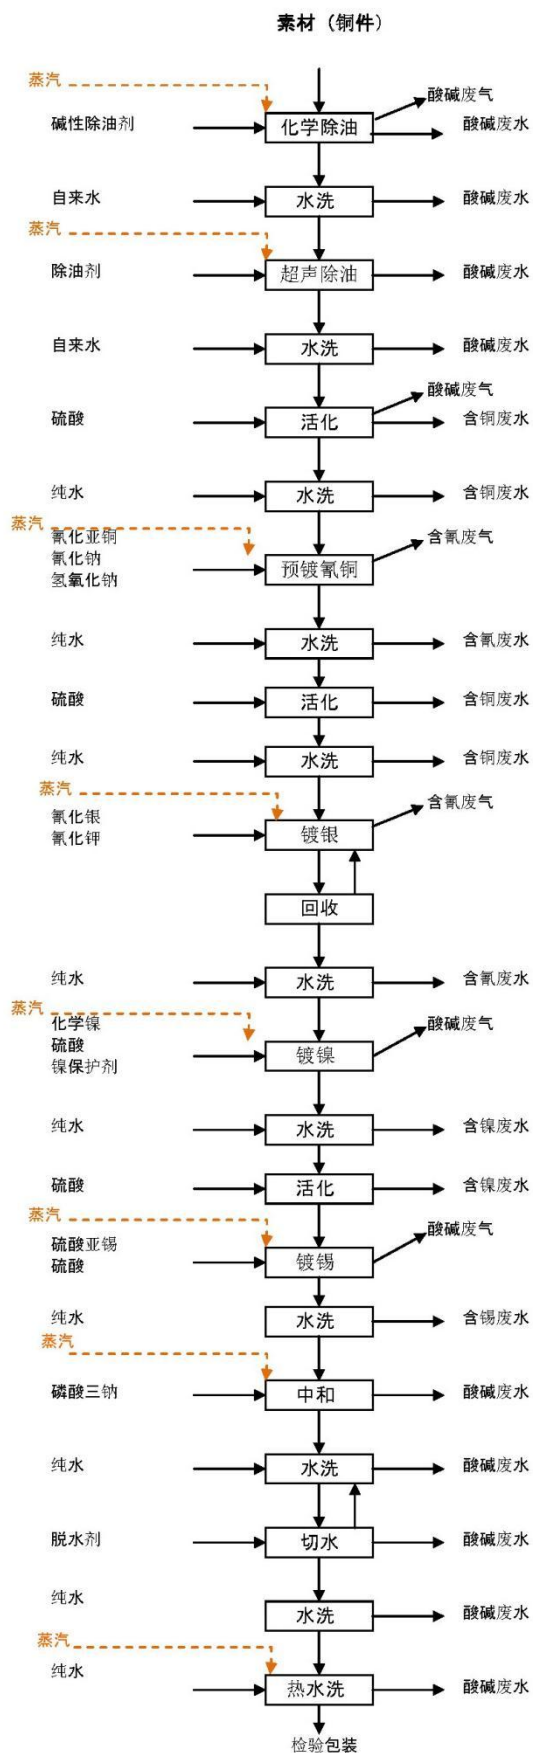 素材（铜件）
蒸汽
酸碱废气
碱性除油剂 化学除油 酸碱废水
自来水 水洗 酸碱废水
蒸汽
除油剂 超声除油 酸碱废水
自来水 水洗 酸碱废水
酸碱废气
硫酸 活化 含铜废水
纯水 水洗 含铜废水
蒸汽
氰化亚铜 含氰废气
氰化钠 预镀氰铜
氢氧化钠
纯水 水洗 含氰废水
硫酸 活化 含铜废水
纯水 水洗 含铜废水
蒸汽
含氰废气
氰化银 镀银
氰化钾
回收
纯水 水洗 含氰废水
蒸汽
化学镍 酸碱废气
硫酸 镀镍
镍保护剂
纯水 水洗 含镍废水
硫酸 活化 含镍废水
蒸汽
酸碱废气
硫酸亚锡 镀锡
硫酸
纯水 水洗 含锡废水
蒸汽
磷酸三钠 中和 酸碱废水
纯水 水洗 酸碱废水
脱水剂 切水 酸碱废水
纯水 水洗 酸碱废水
蒸汽
纯水 热水洗 酸碱废水
检验包装